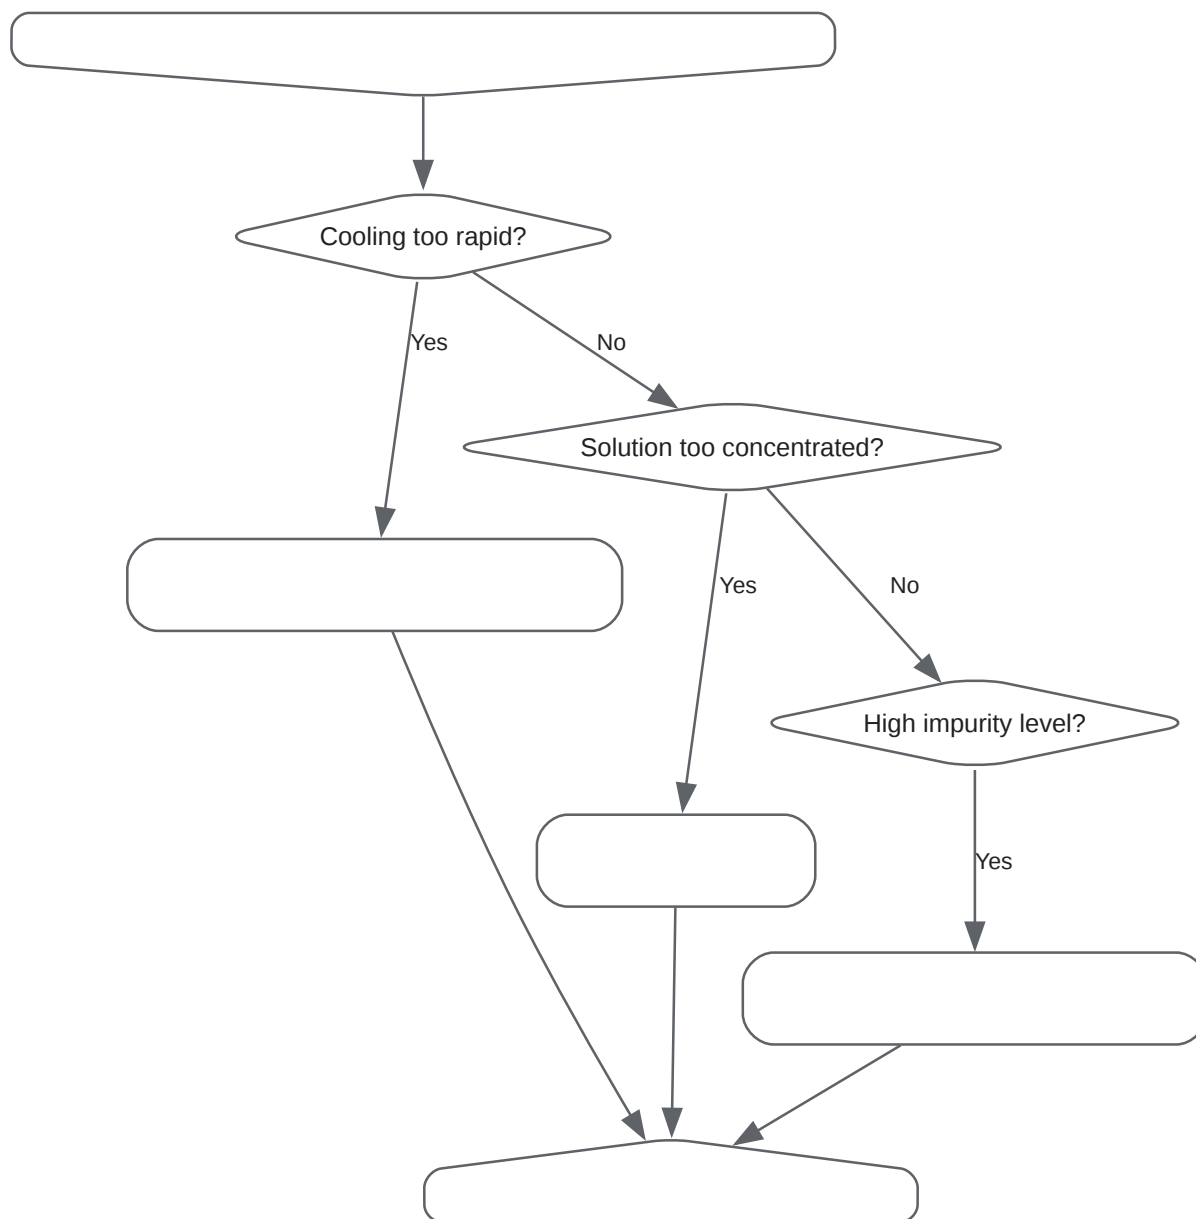 Cooling too rapid?
Yes
No
Solution too concentrated?
Yes
No
High impurity level?
Yes